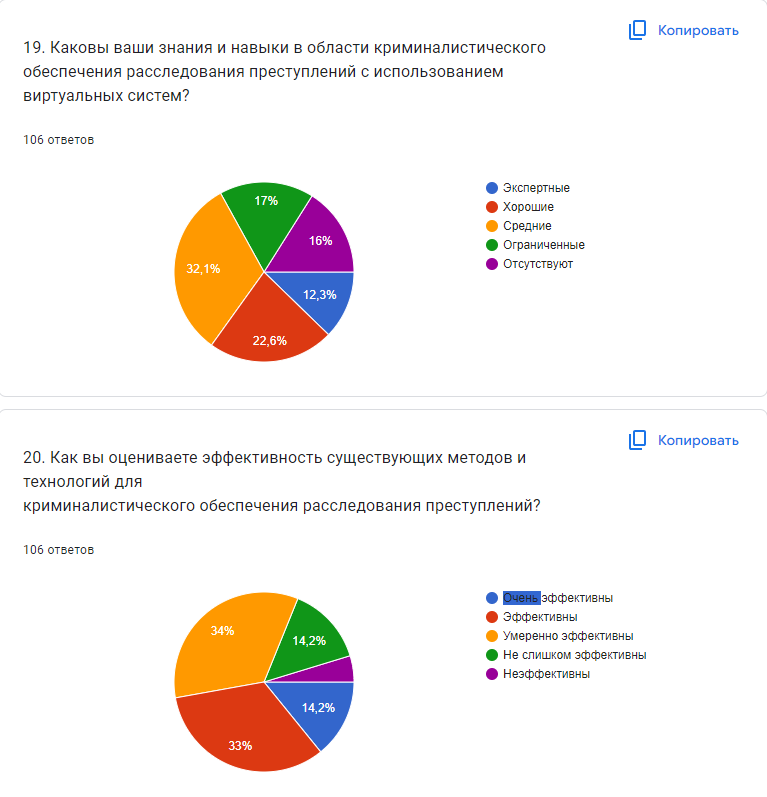 Копировать
19. Каковы ваши знания и навыки в области криминалистического
обеспечения расследования преступлений с использованием
виртуальных систем?
106 ответов
Экспертные
Хорошие
Средние
Ограниченные
Отсутствуют
17%
16%
32,1%
12,3%
22,6%
Копировать
20. Как вы оцениваете эффективность существующих методов и
технологий для
криминалистического обеспечения расследования преступлений?
106 ответов
Очень эффективны
Эффективны
Умеренно эффективны
Не слишком эффективны
Неэффективны
34%
14,2%
14,2%
33%